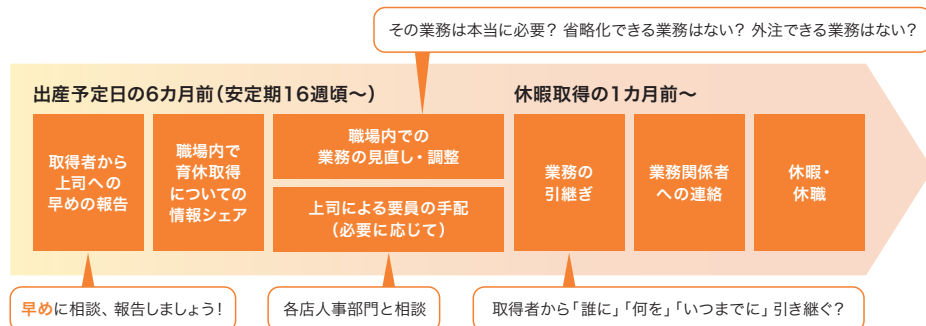 その業務は本当に必要? 省略化できる業務はない? 外注できる業務はない?
出産予定日の6カ月前(安定期16週頃〜)
休暇取得の1カ月前〜
取得者から
上司への
早めの報告
職場内で
育休取得
についての
情報シェア
職場内での
業務の見直し・調整
上司による要員の手配
(必要に応じて)
業務の
引継ぎ
業務関係者
への連絡
休暇・
休職
早めに相談、報告しましょう!
各店人事部門と相談
取得者から「誰に」「何を」「いつまでに」引き継ぐ?